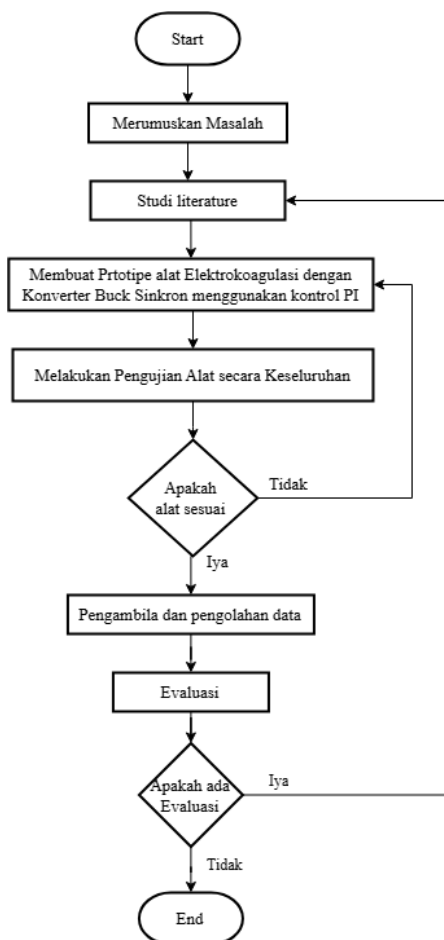 Start
Merumuskan Masalah
Studi literature
Membuat Prtotipe alat Elektrokoagulasi dengan
Konverter Buck Sinkron menggunakan kontrol PI
Melakukan Pengujian Alat secara Keseluruhan
Apakah
alat sesuai
Tidak
Iya
Pengambila dan pengolahan data
Evaluasi
Apakah ada
Evaluasi
Iya
Tidak
End